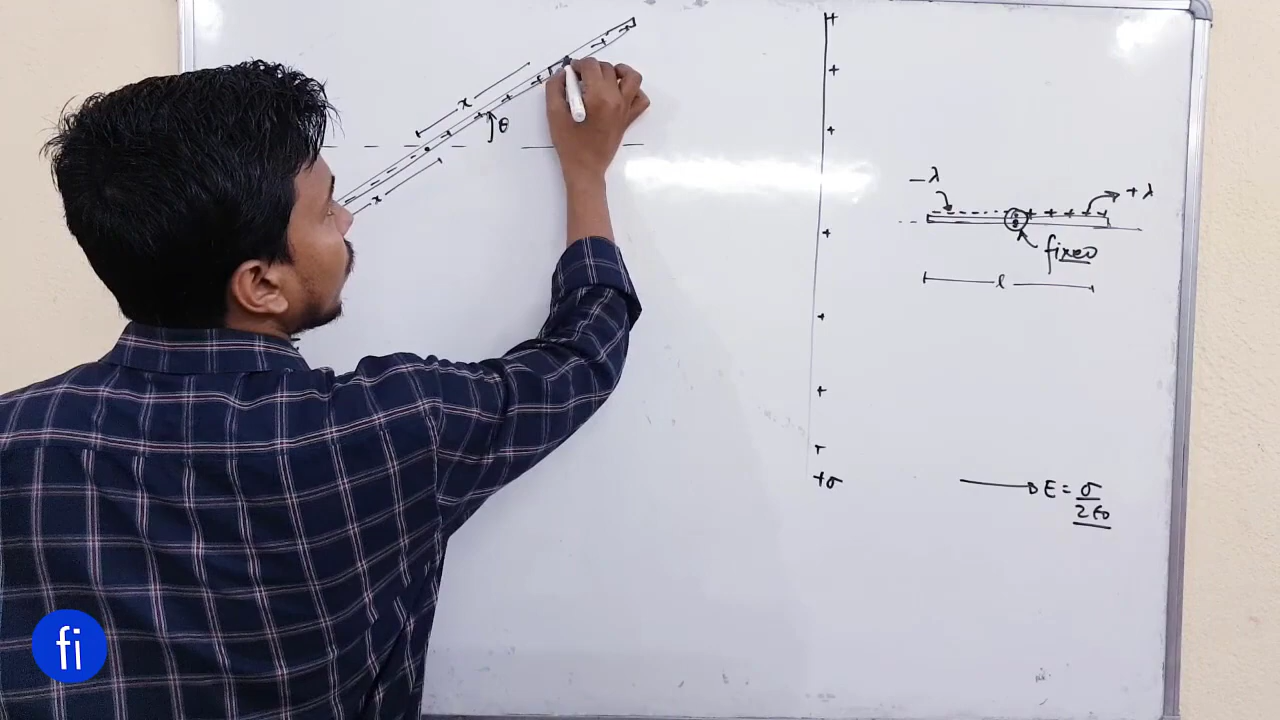 x
θ
x
+ + + + + + +
+ + + + + + +
+σ
−λ
+λ
- - - - - - + + + + +
fixed
l
E = σ
2ε0
fi